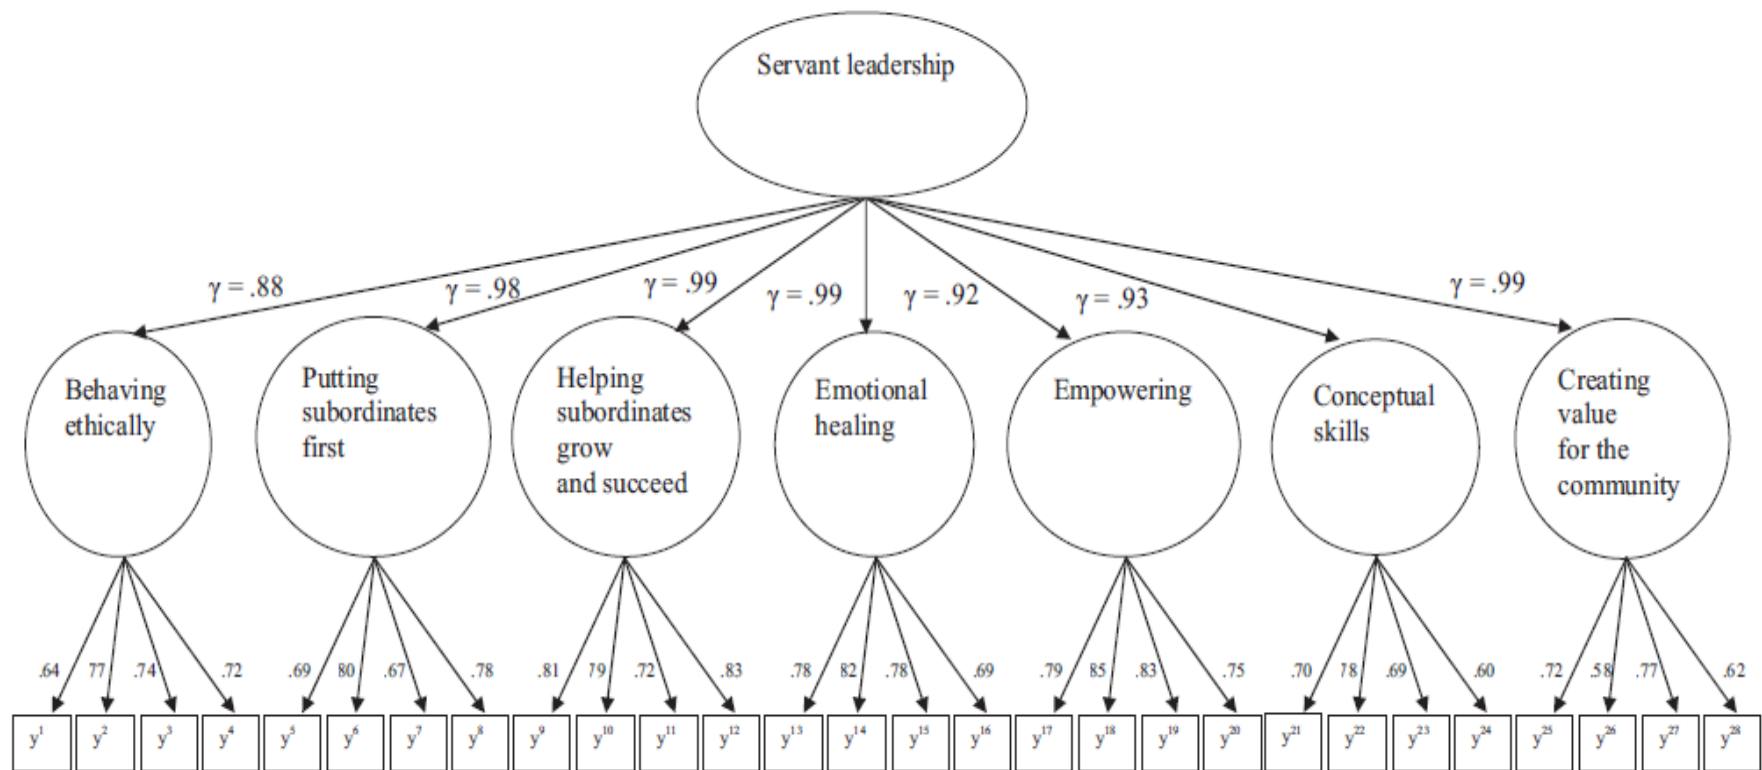 Servant leadership
γ = .88
γ = .98
γ = .99
γ = .99
γ = .92
γ = .93
γ = .99
Behaving
ethically
Putting
subordinates
first
Helping
subordinates
grow
and succeed
Emotional
healing
Empowering
Conceptual
skills
Creating
value
for the
community
.64 77 .74 .72 .69 80 .67 .78 .81 79 .72 .83 .78 82 .78 .69 .79 85 .83 .75 .70 78 .69 .60 .72 .58 .77 .62
y¹ y² y³ y⁴ y⁵ y⁶ y⁷ y⁸ y⁹ y¹⁰ y¹¹ y¹² y¹³ y¹⁴ y¹⁵ y¹⁶ y¹⁷ y¹⁸ y¹⁹ y²⁰ y²¹ y²² y²³ y²⁴ y²⁵ y²⁶ y²⁷ y²⁸